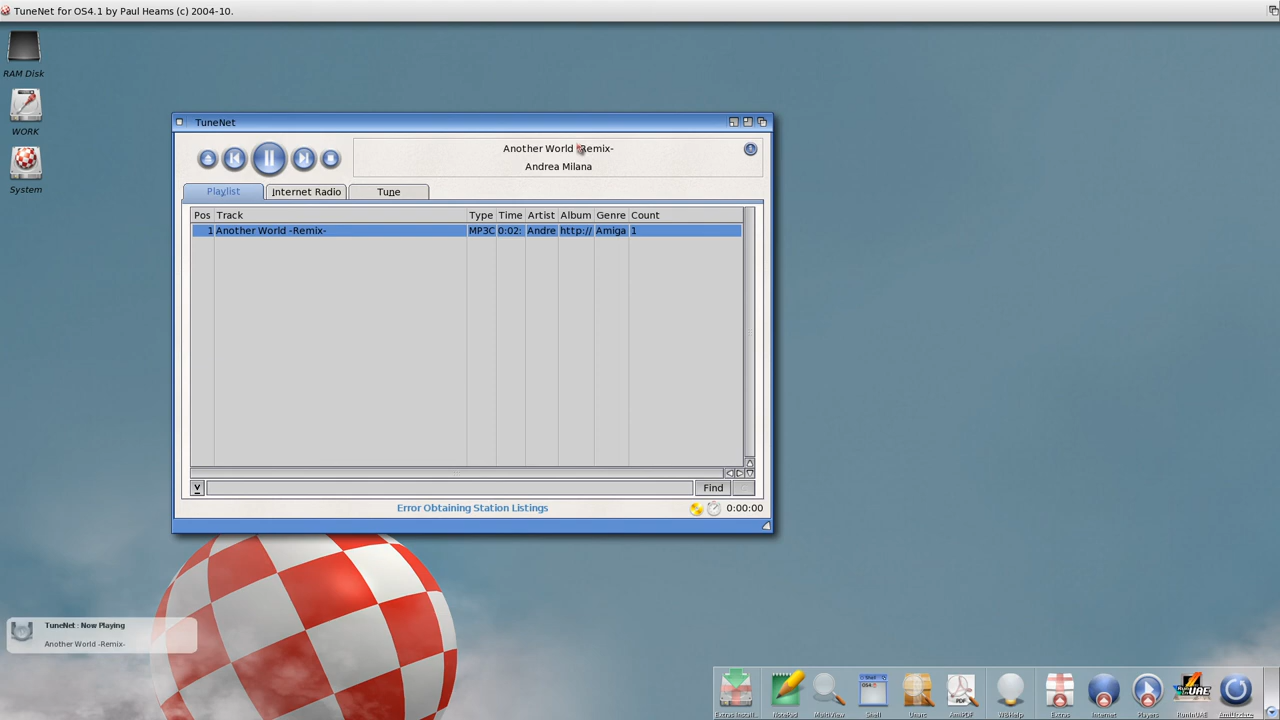 TuneNet for OS4.1 by Paul Heams (c) 2004-10.
RAM Disk
WORK
System
TuneNet
Another World -Remix-
Andrea Milana
Playlist Internet Radio Tune
Pos Track Type Time Artist Album Genre Count
1 Another World -Remix- MP3C 0:02: Andre http:// Amiga 1
Find
Error Obtaining Station Listings 0:00:00
TuneNet : Now Playing
Another World -Remix-
Extras Install... NotePad MultiView Shell Unarc AmiPDF WBHelp Extras Internet Players RunInUAE AmiUpdate